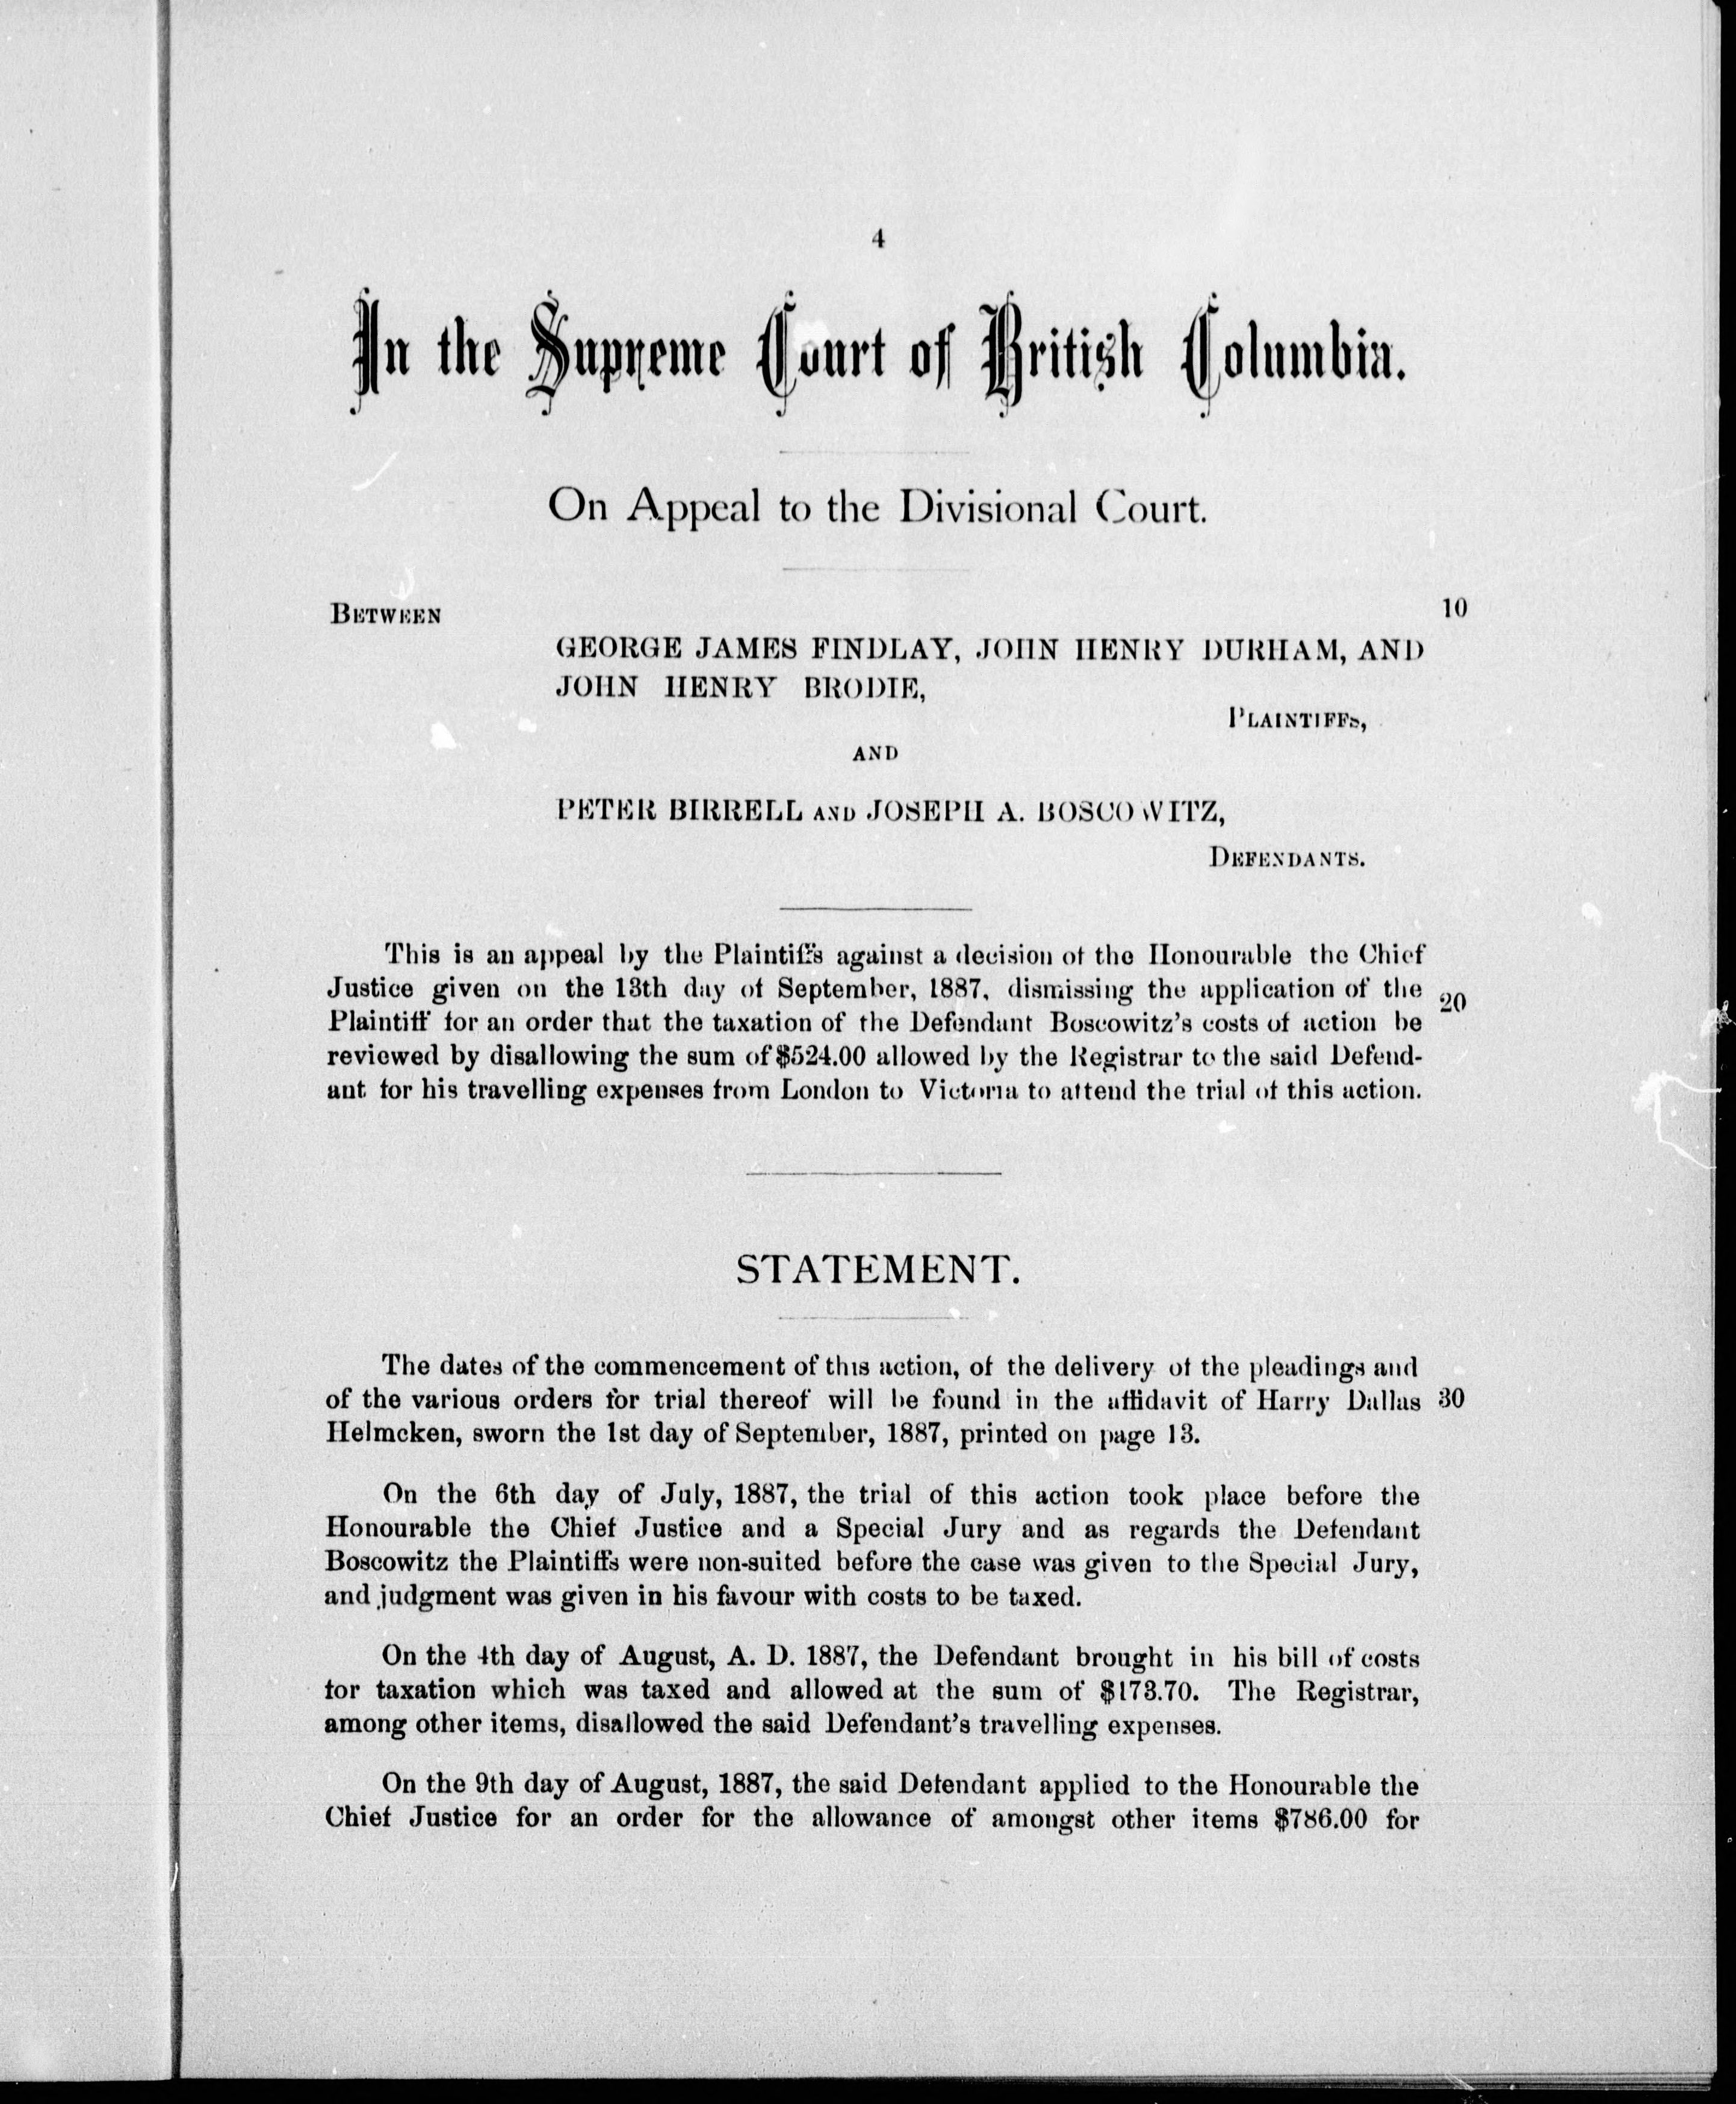 4
In the Supreme Court of British Columbia.
On Appeal to the Divisional Court.
BETWEEN 10
GEORGE JAMES FINDLAY, JOHN HENRY DURHAM, AND
JOHN HENRY BRODIE,
PLAINTIFFS,
AND
PETER BIRRELL AND JOSEPH A. BOSCOWITZ,
DEFENDANTS.
This is an appeal by the Plaintiffs against a decision of the Honourable the Chief
Justice given on the 13th day of September, 1887, dismissing the application of the 20
Plaintiff for an order that the taxation of the Defendant Boscowitz's costs of action be
reviewed by disallowing the sum of $524.00 allowed by the Registrar to the said Defend-
ant for his travelling expenses from London to Victoria to attend the trial of this action.
STATEMENT.
The dates of the commencement of this action, of the delivery of the pleadings and
of the various orders for trial thereof will be found in the affidavit of Harry Dallas 30
Helmcken, sworn the 1st day of September, 1887, printed on page 13.
On the 6th day of July, 1887, the trial of this action took place before the
Honourable the Chief Justice and a Special Jury and as regards the Defendant
Boscowitz the Plaintiffs were non-suited before the case was given to the Special Jury,
and judgment was given in his favour with costs to be taxed.
On the 4th day of August, A. D. 1887, the Defendant brought in his bill of costs
for taxation which was taxed and allowed at the sum of $173.70. The Registrar,
among other items, disallowed the said Defendant's travelling expenses.
On the 9th day of August, 1887, the said Defendant applied to the Honourable the
Chief Justice for an order for the allowance of amongst other items $786.00 for